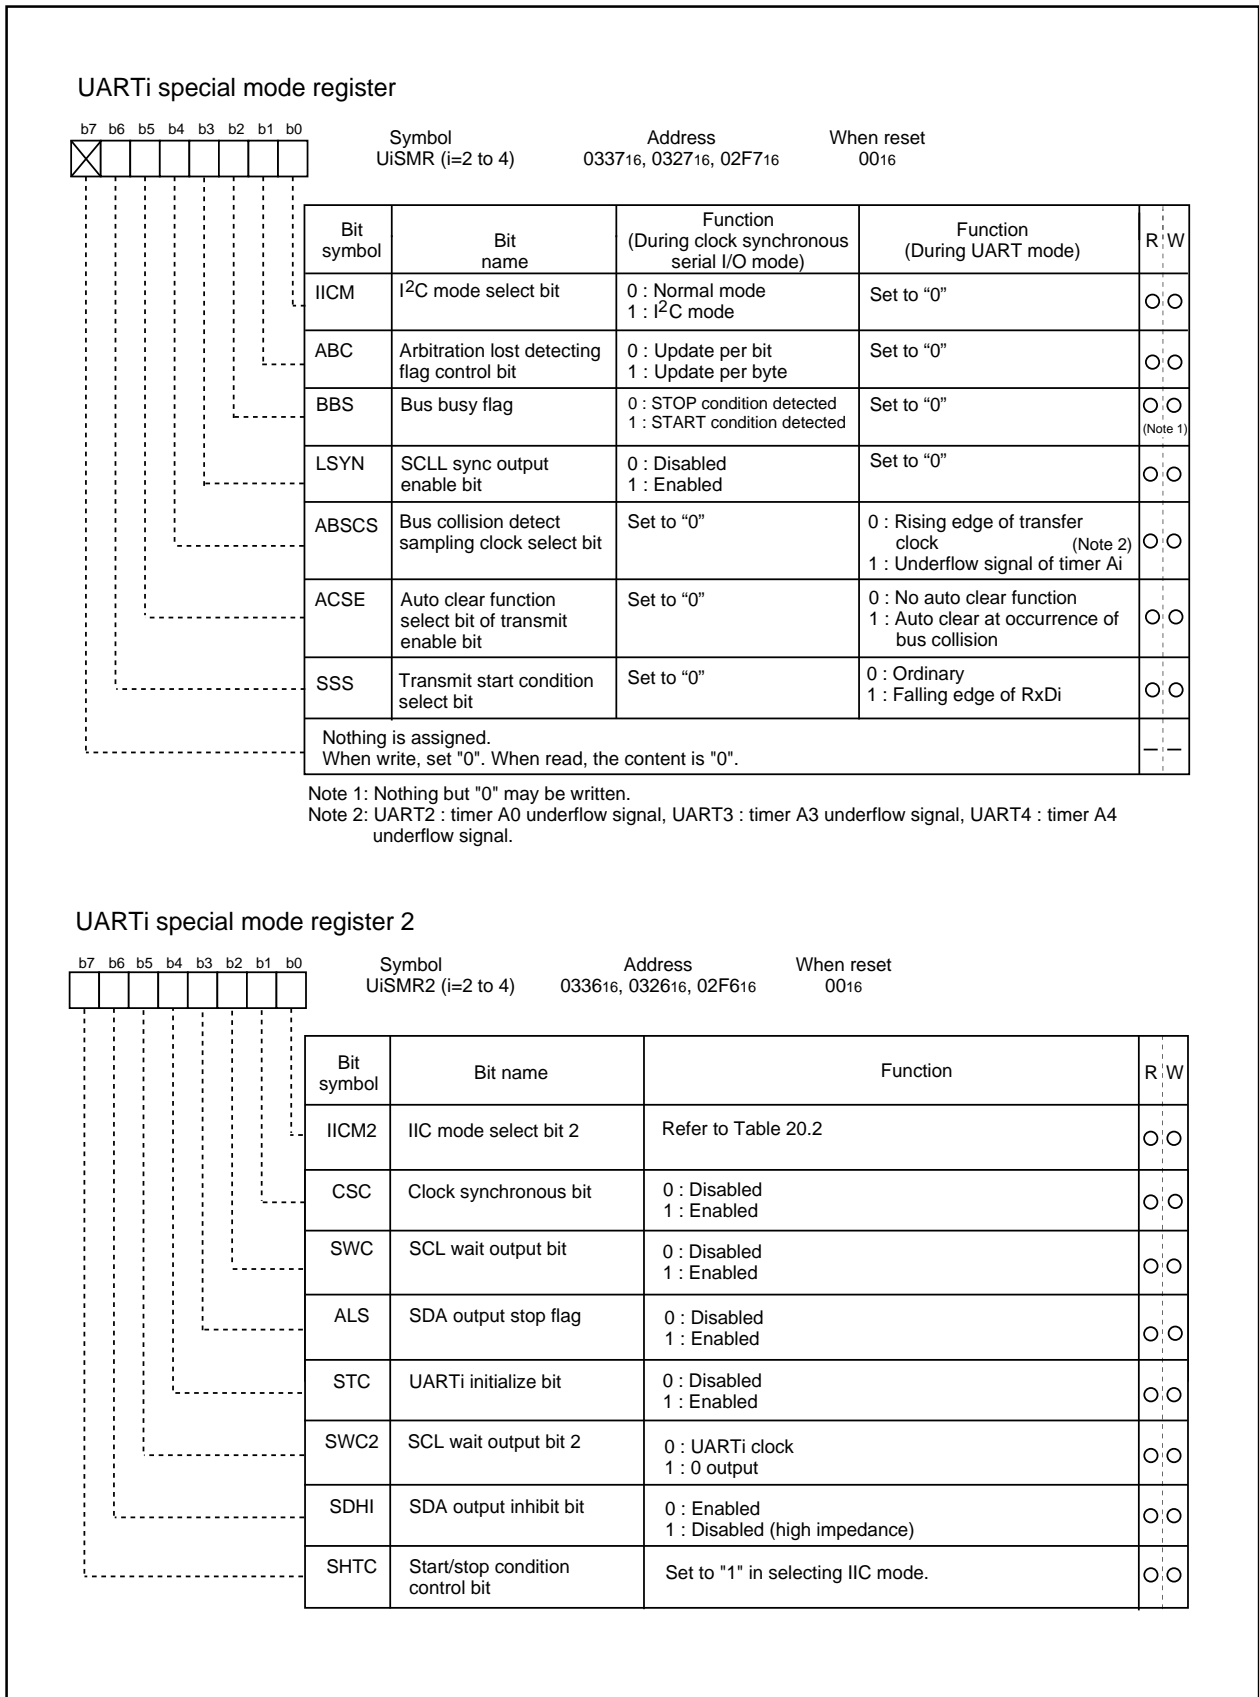 UARTi special mode register
b7 b6 b5 b4 b3 b2 b1 b0
Symbol Address When reset
UiSMR (i=2 to 4) 033716, 032716, 02F716 0016
Bit symbol Bit name Function (During clock synchronous serial I/O mode) Function (During UART mode) R W
IICM I2C mode select bit 0 : Normal mode Set to “0”
1 : I2C mode
ABC Arbitration lost detecting 0 : Update per bit Set to “0”
flag control bit 1 : Update per byte
BBS Bus busy flag 0 : STOP condition detected Set to “0”
1 : START condition detected (Note 1)
LSYN SCLL sync output 0 : Disabled Set to “0”
enable bit 1 : Enabled
ABSCS Bus collision detect Set to “0” 0 : Rising edge of transfer
sampling clock select bit clock (Note 2)
1 : Underflow signal of timer Ai
ACSE Auto clear function Set to “0” 0 : No auto clear function
select bit of transmit 1 : Auto clear at occurrence of
enable bit bus collision
SSS Transmit start condition Set to “0” 0 : Ordinary
select bit 1 : Falling edge of RxDi
Nothing is assigned.
When write, set "0". When read, the content is "0". – –
Note 1: Nothing but "0" may be written.
Note 2: UART2 : timer A0 underflow signal, UART3 : timer A3 underflow signal, UART4 : timer A4
underflow signal.
UARTi special mode register 2
b7 b6 b5 b4 b3 b2 b1 b0
Symbol Address When reset
UiSMR2 (i=2 to 4) 033616, 032616, 02F616 0016
Bit symbol Bit name Function R W
IICM2 IIC mode select bit 2 Refer to Table 20.2
CSC Clock synchronous bit 0 : Disabled
1 : Enabled
SWC SCL wait output bit 0 : Disabled
1 : Enabled
ALS SDA output stop flag 0 : Disabled
1 : Enabled
STC UARTi initialize bit 0 : Disabled
1 : Enabled
SWC2 SCL wait output bit 2 0 : UARTi clock
1 : 0 output
SDHI SDA output inhibit bit 0 : Enabled
1 : Disabled (high impedance)
SHTC Start/stop condition Set to "1" in selecting IIC mode.
control bit